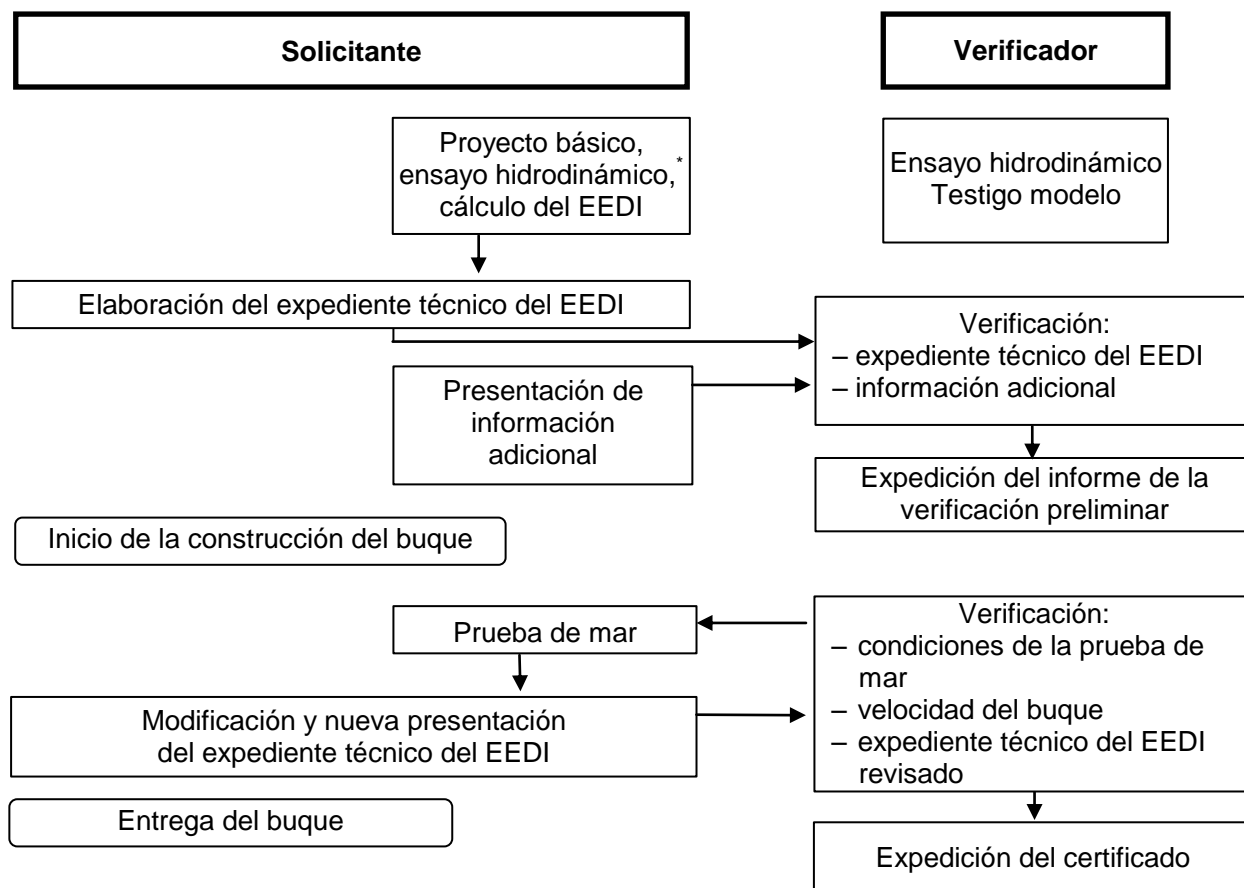 Solicitante
Verificador
Proyecto básico,
ensayo hidrodinámico,*
cálculo del EEDI
Ensayo hidrodinámico
Testigo modelo
Elaboración del expediente técnico del EEDI
Verificación:
– expediente técnico del EEDI
– información adicional
Presentación de
información
adicional
Expedición del informe de la
verificación preliminar
Inicio de la construcción del buque
Prueba de mar
Verificación:
– condiciones de la prueba de
mar
– velocidad del buque
– expediente técnico del EEDI
revisado
Modificación y nueva presentación
del expediente técnico del EEDI
Entrega del buque
Expedición del certificado